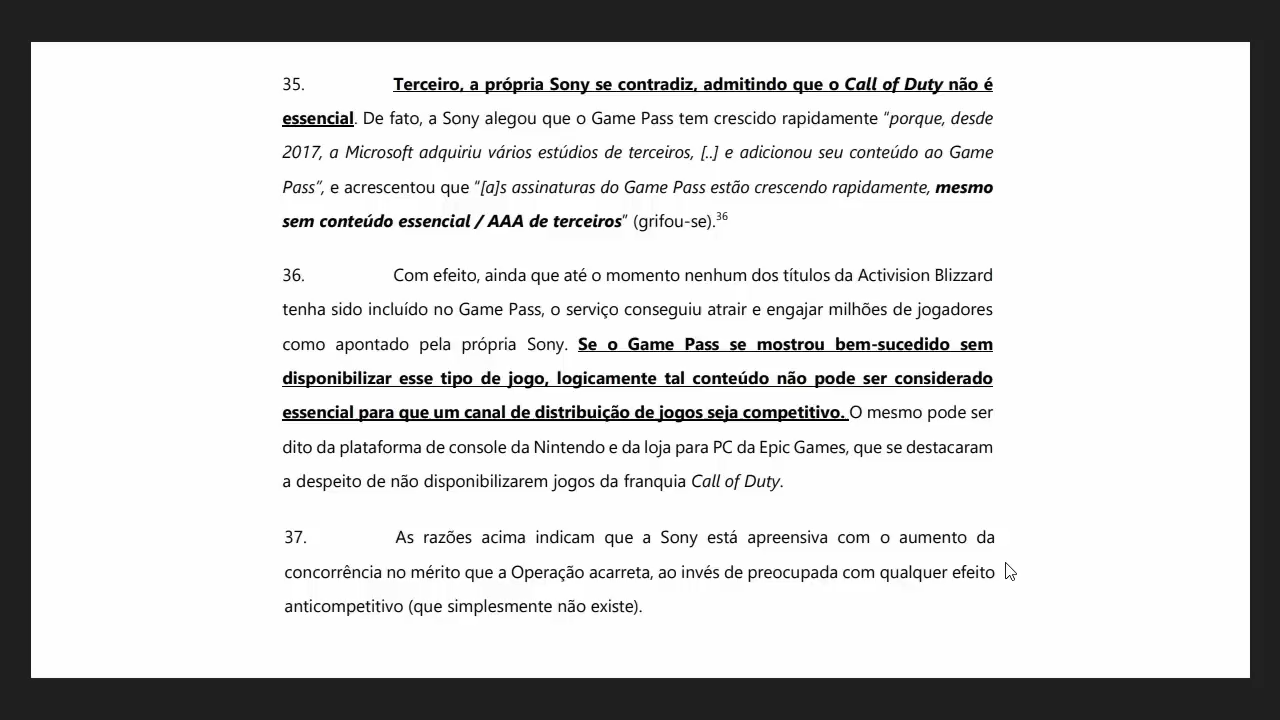 35. Terceiro, a própria Sony se contradiz, admitindo que o Call of Duty não é
essencial. De fato, a Sony alegou que o Game Pass tem crescido rapidamente “porque, desde
2017, a Microsoft adquiriu vários estúdios de terceiros, [..] e adicionou seu conteúdo ao Game
Pass”, e acrescentou que “[a]s assinaturas do Game Pass estão crescendo rapidamente, mesmo
sem conteúdo essencial / AAA de terceiros” (grifou-se).36
36. Com efeito, ainda que até o momento nenhum dos títulos da Activision Blizzard
tenha sido incluído no Game Pass, o serviço conseguiu atrair e engajar milhões de jogadores
como apontado pela própria Sony. Se o Game Pass se mostrou bem-sucedido sem
disponibilizar esse tipo de jogo, logicamente tal conteúdo não pode ser considerado
essencial para que um canal de distribuição de jogos seja competitivo. O mesmo pode ser
dito da plataforma de console da Nintendo e da loja para PC da Epic Games, que se destacaram
a despeito de não disponibilizarem jogos da franquia Call of Duty.
37. As razões acima indicam que a Sony está apreensiva com o aumento da
concorrência no mérito que a Operação acarreta, ao invés de preocupada com qualquer efeito
anticompetitivo (que simplesmente não existe).